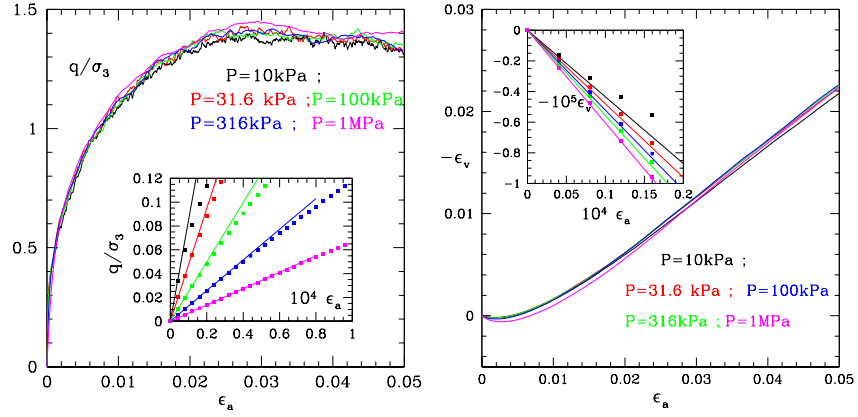 1.5
q/σ₃
P=10kPa ;
P=31.6 kPa ; P=100kPa
P=316kPa ; P=1MPa
1
0.5
0
0.12
0.1
0.08
0.06
0.04
0.02
0
q/σ₃
10⁴ ϵₐ
0 0.2 0.4 0.6 0.8 1
0 0.01 0.02 0.03 0.04 0.05
ϵₐ
−0.03
0.02
−ϵᵥ
0.01
0
0
−0.2
−0.4
−0.6
−0.8
−1
−10⁵ϵᵥ
0 0.05 0.1 0.15 0.2
10⁴ ϵₐ
P=10kPa ;
P=31.6 kPa ; P=100kPa
P=316kPa ; P=1MPa
0 0.01 0.02 0.03 0.04 0.05
ϵₐ